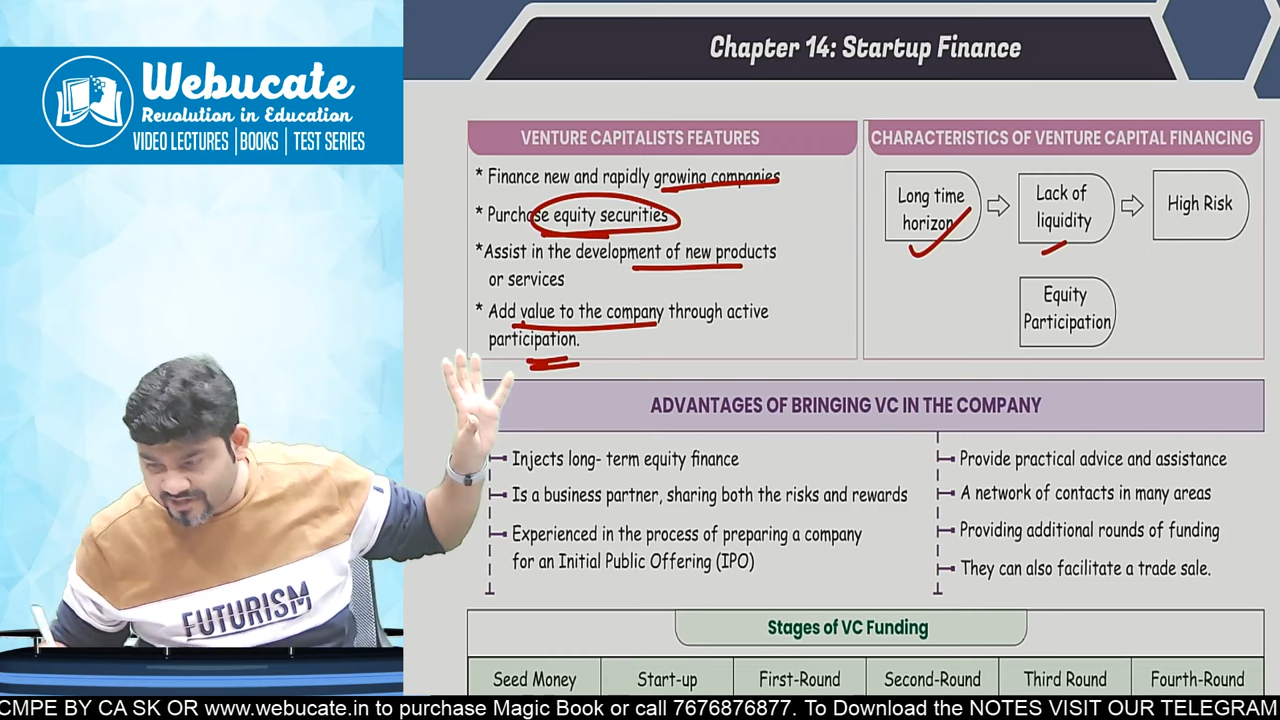 Webucate
Revolution in Education
VIDEO LECTURES | BOOKS | TEST SERIES
Chapter 14: Startup Finance
VENTURE CAPITALISTS FEATURES
* Finance new and rapidly growing companies
* Purchase equity securities
*Assist in the development of new products
or services
* Add value to the company through active
participation.
CHARACTERISTICS OF VENTURE CAPITAL FINANCING
Long time
horizon
Lack of
liquidity
High Risk
Equity
Participation
ADVANTAGES OF BRINGING VC IN THE COMPANY
Injects long- term equity finance
Is a business partner, sharing both the risks and rewards
Experienced in the process of preparing a company
for an Initial Public Offering (IPO)
Provide practical advice and assistance
A network of contacts in many areas
Providing additional rounds of funding
They can also facilitate a trade sale.
Stages of VC Funding
Seed Money
Start-up
First-Round
Second-Round
Third Round
Fourth-Round
FUTURISM
CMPE BY CA SK OR www.webucate.in to purchase Magic Book or call 7676876877. To Download the NOTES VISIT OUR TELEGRAM